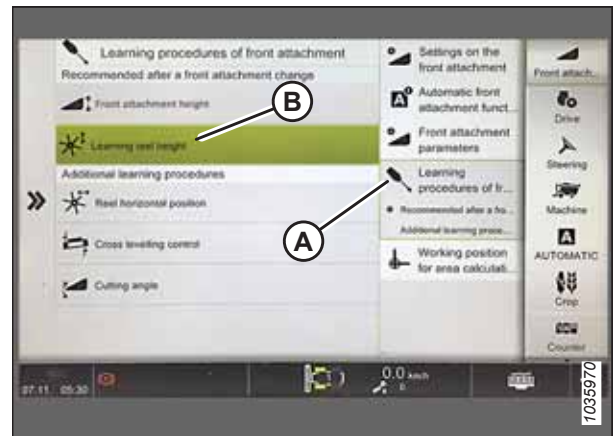 Learning procedures of front attachment
Recommended after a front attachment change
Front attachment height
Learning reel height
Additional learning procedures
Reel horizontal position
Cross levelling control
Cutting angle
Settings on the
front attachment
Automatic front
attachment funct...
Front attachment
parameters
Learning
procedures of fr...
Recommended after a fro...
Additional learning proce...
Working position
for area calculati...
Front attach...
Drive
Steering
Machine
A
AUTOMATIC
Crop
Counter
B
A
07.11 05:30
0.0 km/h
0
1035970